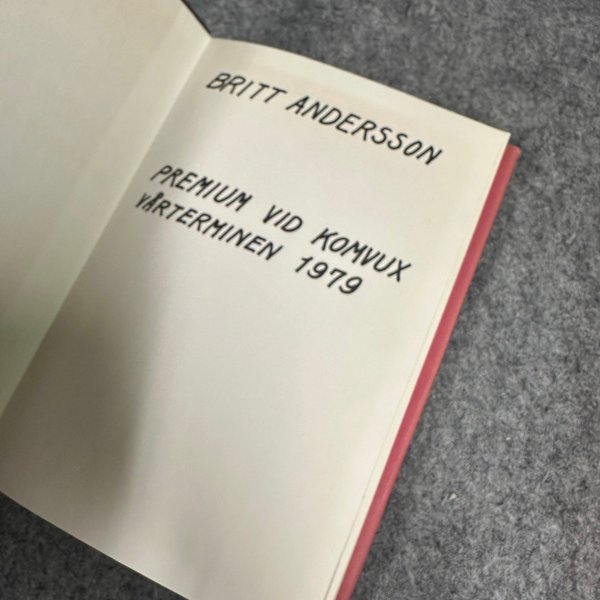 BRITT ANDERSSON
PREMIUM VID KOMVUX
VÅRTERMINEN 1979